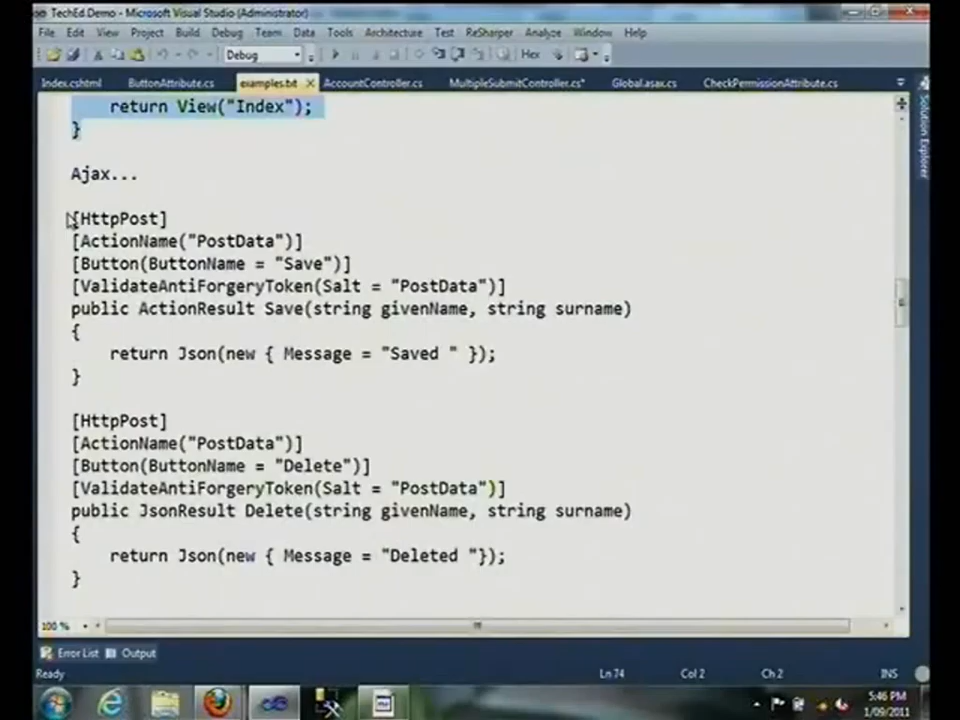 TechEd.Demo - Microsoft Visual Studio (Administrator)
File Edit View Project Build Debug Team Data Tools Architecture Test ReSharper Analyze Window Help
Debug Hex
Index.cshtml ButtonAttribute.cs examples.txt AccountController.cs MultipleSubmitController.cs* Global.asax.cs CheckPermissionAttribute.cs
Solution Explorer
return View("Index");
}
Ajax...
[HttpPost]
[ActionName("PostData")]
[Button(ButtonName = "Save")]
[ValidateAntiForgeryToken(Salt = "PostData")]
public ActionResult Save(string givenName, string surname)
{
return Json(new { Message = "Saved " });
}
[HttpPost]
[ActionName("PostData")]
[Button(ButtonName = "Delete")]
[ValidateAntiForgeryToken(Salt = "PostData")]
public JsonResult Delete(string givenName, string surname)
{
return Json(new { Message = "Deleted "});
}
100 %
Error List Output
Ready Ln 74 Col 2 Ch 2 INS
5:46 PM
1/09/2011